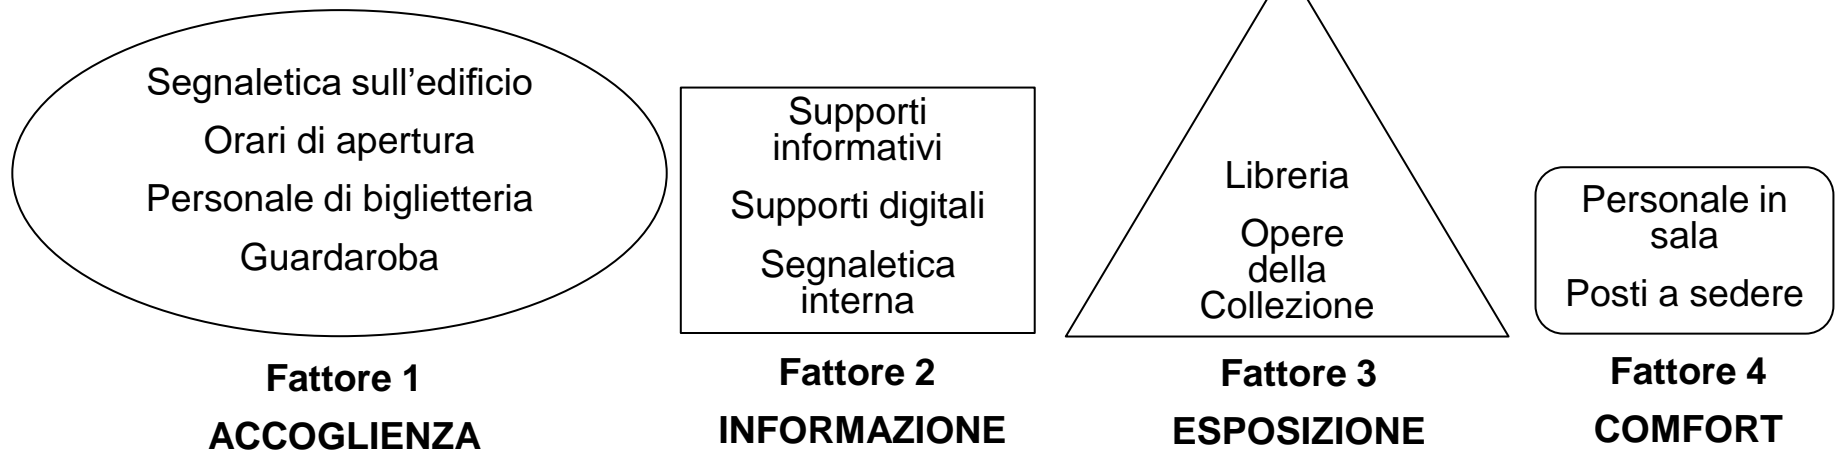 Segnaletica sull’edificio
Orari di apertura
Personale di biglietteria
Guardaroba
Fattore 1
ACCOGLIENZA
Supporti
informativi
Supporti digitali
Segnaletica
interna
Fattore 2
INFORMAZIONE
Libreria
Opere
della
Collezione
Fattore 3
ESPOSIZIONE
Personale in
sala
Posti a sedere
Fattore 4
COMFORT